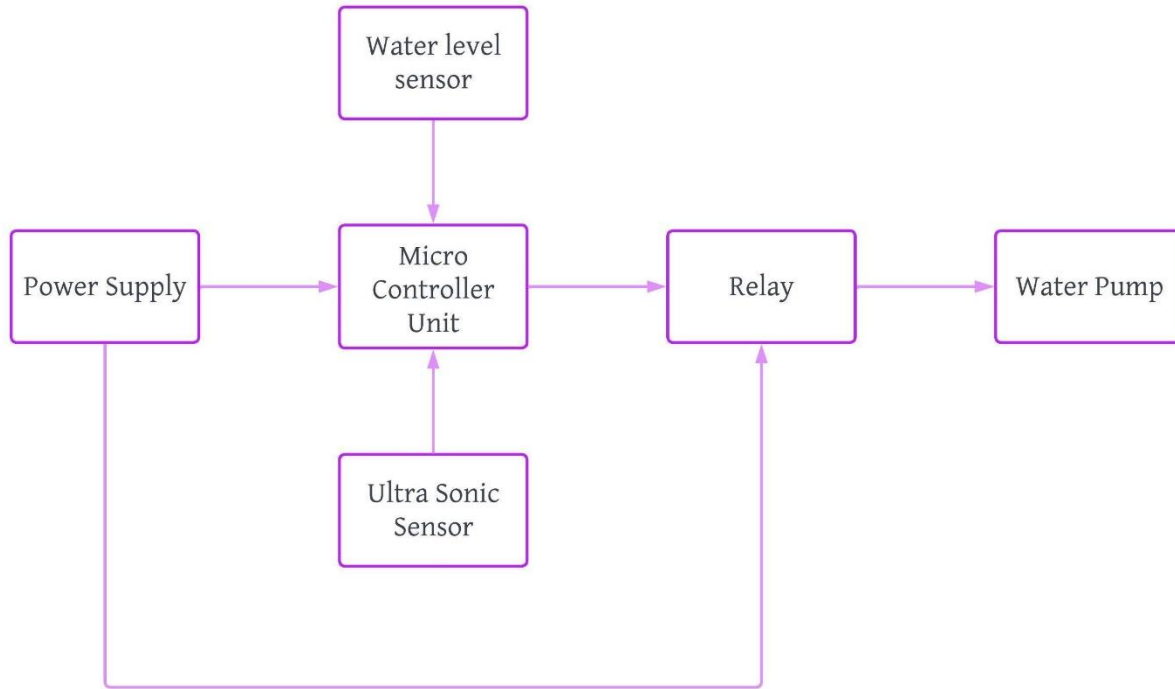 Water level
sensor
Power Supply
Micro
Controller
Unit
Relay
Water Pump
Ultra Sonic
Sensor